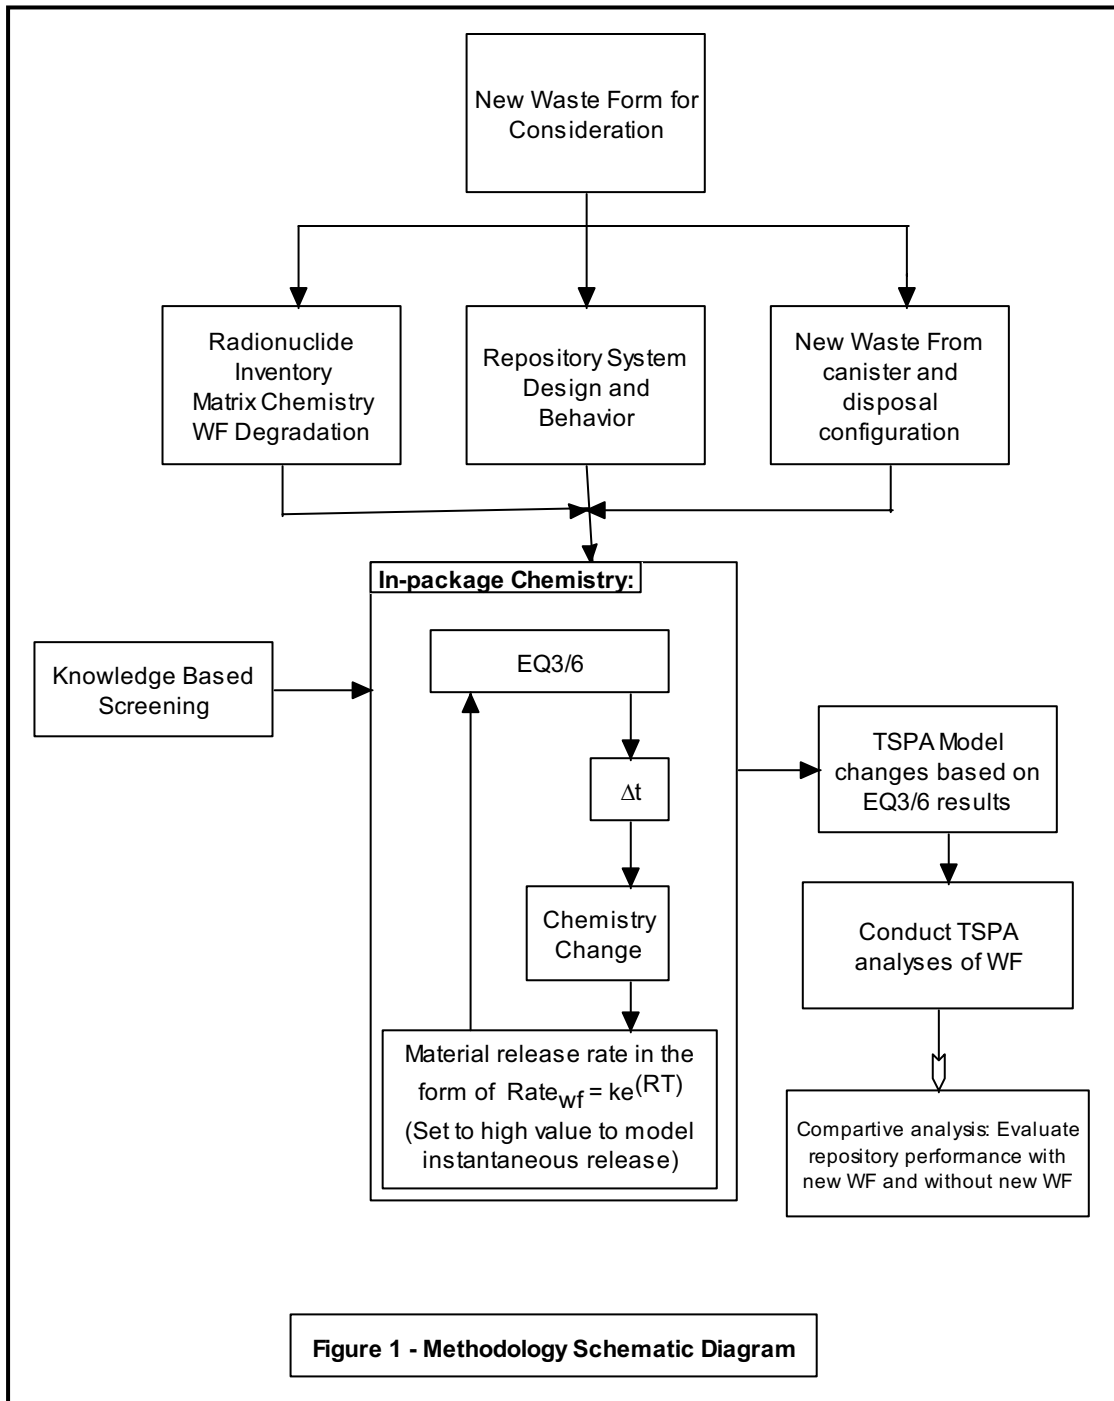 New Waste Form for
Consideration
Radionuclide
Inventory
Matrix Chemistry
WF Degradation
Repository System
Design and
Behavior
New Waste From
canister and
disposal
configuration
In-package Chemistry:
Knowledge Based
Screening
EQ3/6
Δt
Chemistry
Change
Material release rate in the
form of Rate_wf = ke^(RT)
(Set to high value to model
instantaneous release)
TSPA Model
changes based on
EQ3/6 results
Conduct TSPA
analyses of WF
Compartive analysis: Evaluate
repository performance with
new WF and without new WF
Figure 1 - Methodology Schematic Diagram